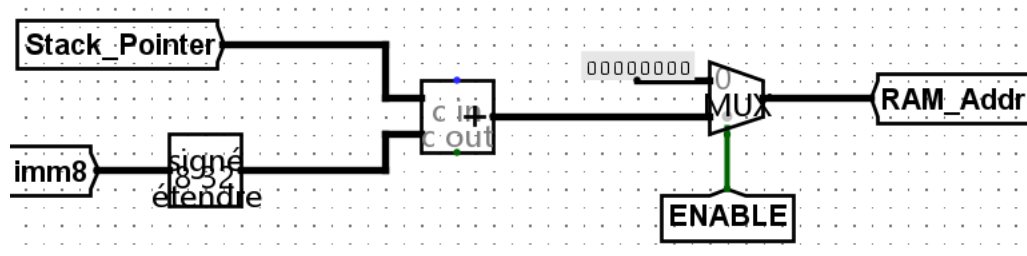 Stack_Pointer
00000000
0
MUX
RAM_Addr
c in
+
c out
imm8
signé
8 32
étendre
ENABLE